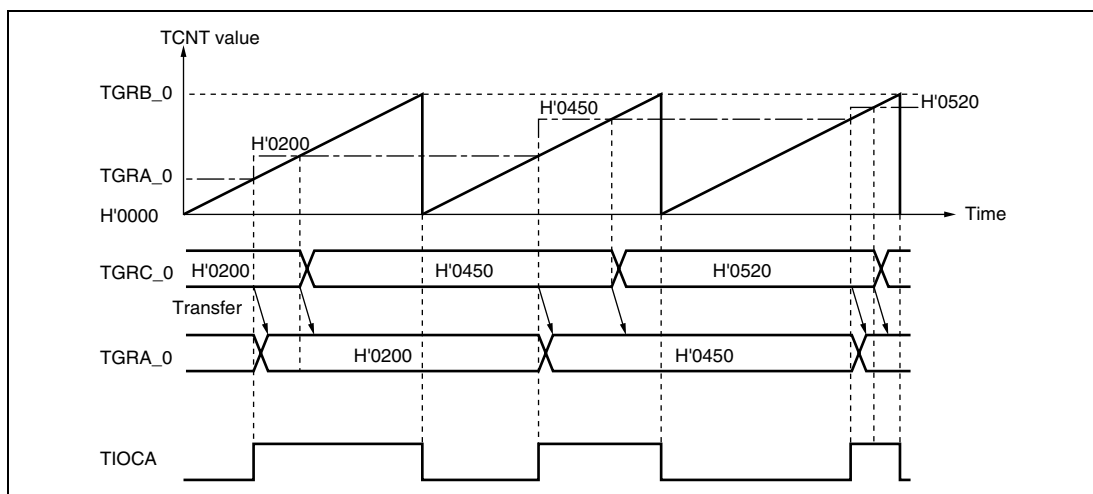 TCNT value
TGRB_0
H'0520
H'0450
H'0200
TGRA_0
H'0000
Time
TGRC_0
H'0200
H'0450
H'0520
Transfer
TGRA_0
H'0200
H'0450
TIOCA